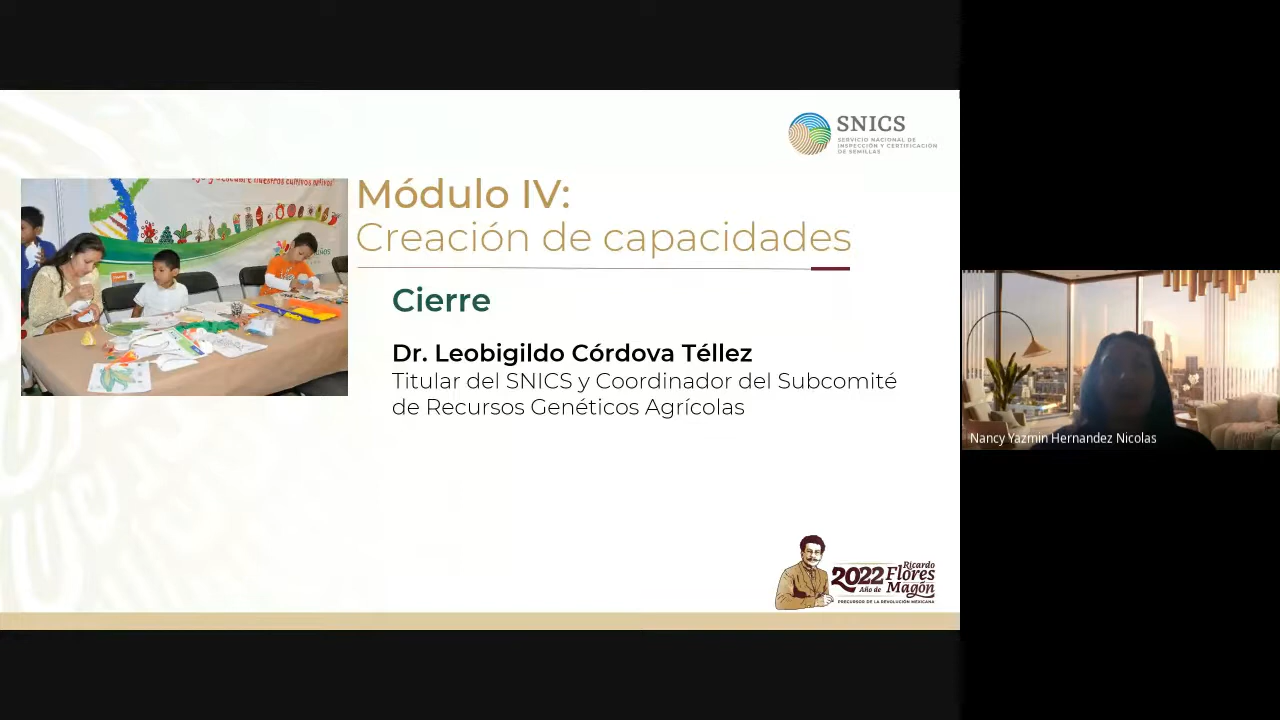 SNICS
SERVICIO NACIONAL DE
INSPECCIÓN Y CERTIFICACIÓN
DE SEMILLAS
Módulo IV:
Creación de capacidades
Cierre
Dr. Leobigildo Córdova Téllez
Titular del SNICS y Coordinador del Subcomité
de Recursos Genéticos Agrícolas
Nancy Yazmin Hernandez Nicolas
2022
Año de
Ricardo
Flores
Magón
PRECURSOR DE LA REVOLUCIÓN MEXICANA